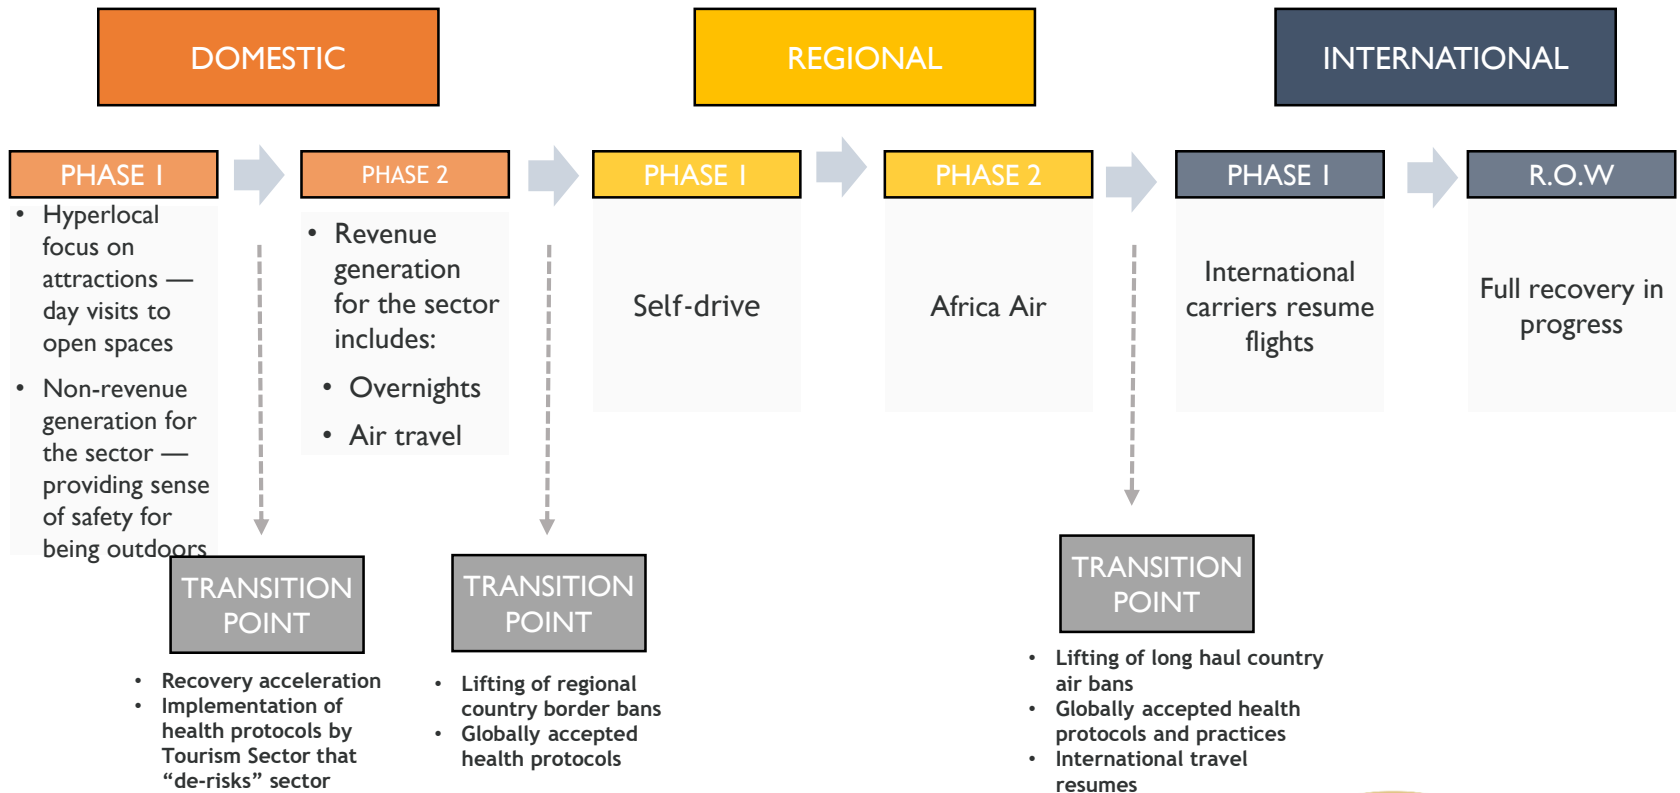 DOMESTIC
REGIONAL
INTERNATIONAL
PHASE 1
PHASE 2
PHASE 1
PHASE 2
PHASE 1
R.O.W
• Hyperlocal
focus on
attractions —
day visits to
open spaces
• Non-revenue
generation for
the sector —
providing sense
of safety for
being outdoors
• Revenue
generation
for the sector
includes:
• Overnights
• Air travel
Self-drive
Africa Air
International
carriers resume
flights
Full recovery in
progress
TRANSITION
POINT
• Recovery acceleration
• Implementation of
health protocols by
Tourism Sector that
“de-risks” sector
TRANSITION
POINT
• Lifting of regional
country border bans
• Globally accepted
health protocols
TRANSITION
POINT
• Lifting of long haul country
air bans
• Globally accepted health
protocols and practices
• International travel
resumes